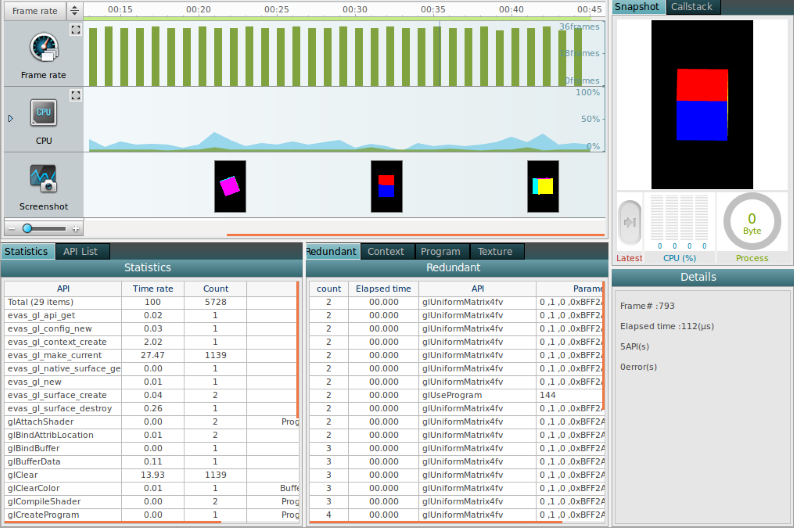 Frame rate
00:15 00:20 00:25 00:30 00:35 00:40 00:45
Frame rate
36frames
18frames
0frames
CPU
CPU
100%
50%
0%
Screenshot
Snapshot Callstack
Latest
0 0 0 0
CPU (%)
0
Byte
Process
Statistics API List
Statistics
API Time rate Count
Total (29 items) 100 5728
evas_gl_api_get 0.02 1
evas_gl_config_new 0.03 1
evas_gl_context_create 2.02 1
evas_gl_make_current 27.47 1139
evas_gl_native_surface_ge 0.00 1
evas_gl_new 0.01 1
evas_gl_surface_create 0.04 2
evas_gl_surface_destroy 0.26 1
glAttachShader 0.00 2 Prog
glBindAttribLocation 0.01 2
glBindBuffer 0.00 1
glBufferData 0.11 1
glClear 13.93 1139
glClearColor 0.01 1 Buffe
glCompileShader 0.00 2 Prog
glCreateProgram 0.00 1 Prog
Redundant Context Program Texture
Redundant
count Elapsed time API Parame
2 00.000 glUniformMatrix4fv 0 ,1 ,0 ,0xBFF2A
2 00.000 glUniformMatrix4fv 0 ,1 ,0 ,0xBFF2A
2 00.000 glUniformMatrix4fv 0 ,1 ,0 ,0xBFF2A
2 00.000 glUniformMatrix4fv 0 ,1 ,0 ,0xBFF2A
2 00.000 glUniformMatrix4fv 0 ,1 ,0 ,0xBFF2A
2 00.000 glUniformMatrix4fv 0 ,1 ,0 ,0xBFF2A
2 00.000 glUniformMatrix4fv 0 ,1 ,0 ,0xBFF2A
2 00.000 glUseProgram 144
2 00.000 glUniformMatrix4fv 0 ,1 ,0 ,0xBFF2A
2 00.000 glUniformMatrix4fv 0 ,1 ,0 ,0xBFF2A
2 00.000 glUniformMatrix4fv 0 ,1 ,0 ,0xBFF2A
3 00.000 glUniformMatrix4fv 0 ,1 ,0 ,0xBFF2A
3 00.000 glUniformMatrix4fv 0 ,1 ,0 ,0xBFF2A
3 00.000 glUniformMatrix4fv 0 ,1 ,0 ,0xBFF2A
3 00.000 glUniformMatrix4fv 0 ,1 ,0 ,0xBFF2A
3 00.000 glUniformMatrix4fv 0 ,1 ,0 ,0xBFF2A
4 00.000 glUniformMatrix4fv 0 ,1 ,0 ,0xBFF2A
Details
Frame# :793
Elapsed time :112(μs)
5API(s)
0error(s)